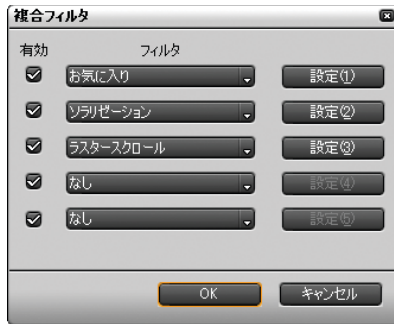 複合フィルタ
有効 フィルタ
お気に入り 設定(1)
ソラリゼーション 設定(2)
ラスタースクロール 設定(3)
なし 設定(4)
なし 設定(5)
OK キャンセル